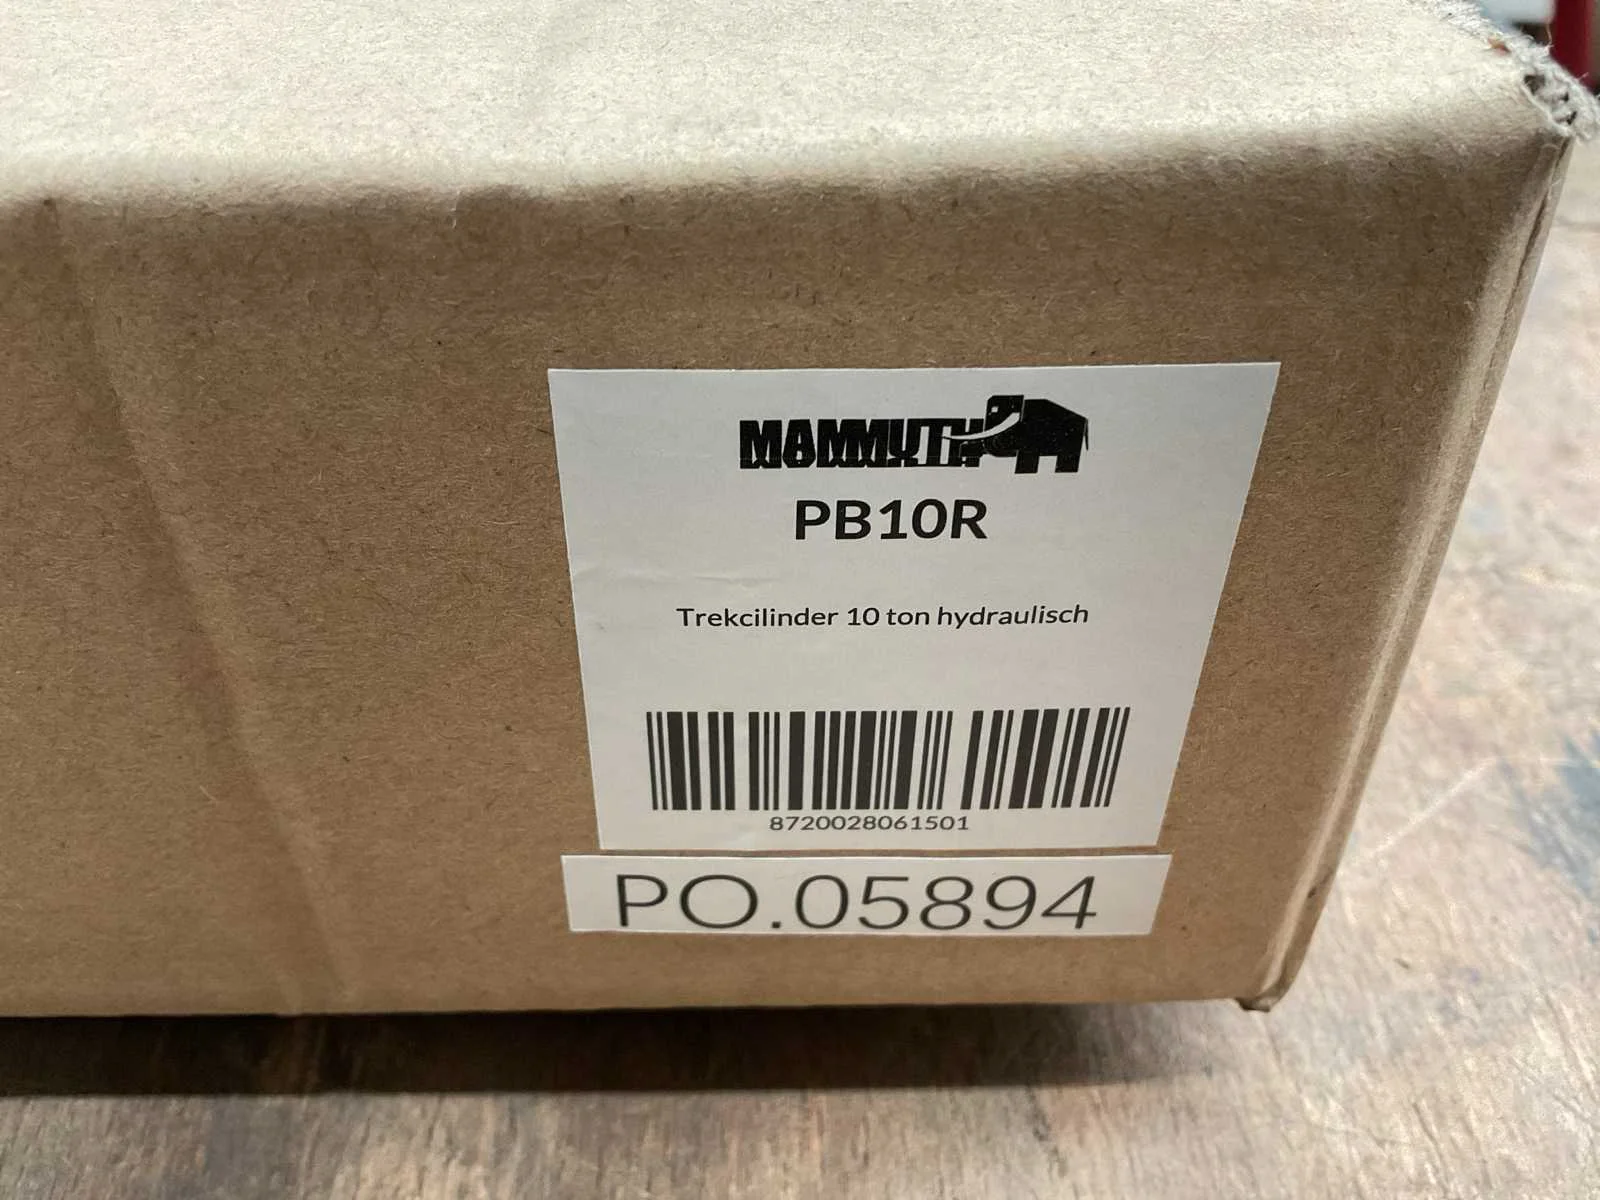 MAMMUTH
PB10R
Trekcilinder 10 ton hydraulisch
8720028061501
PO.05894